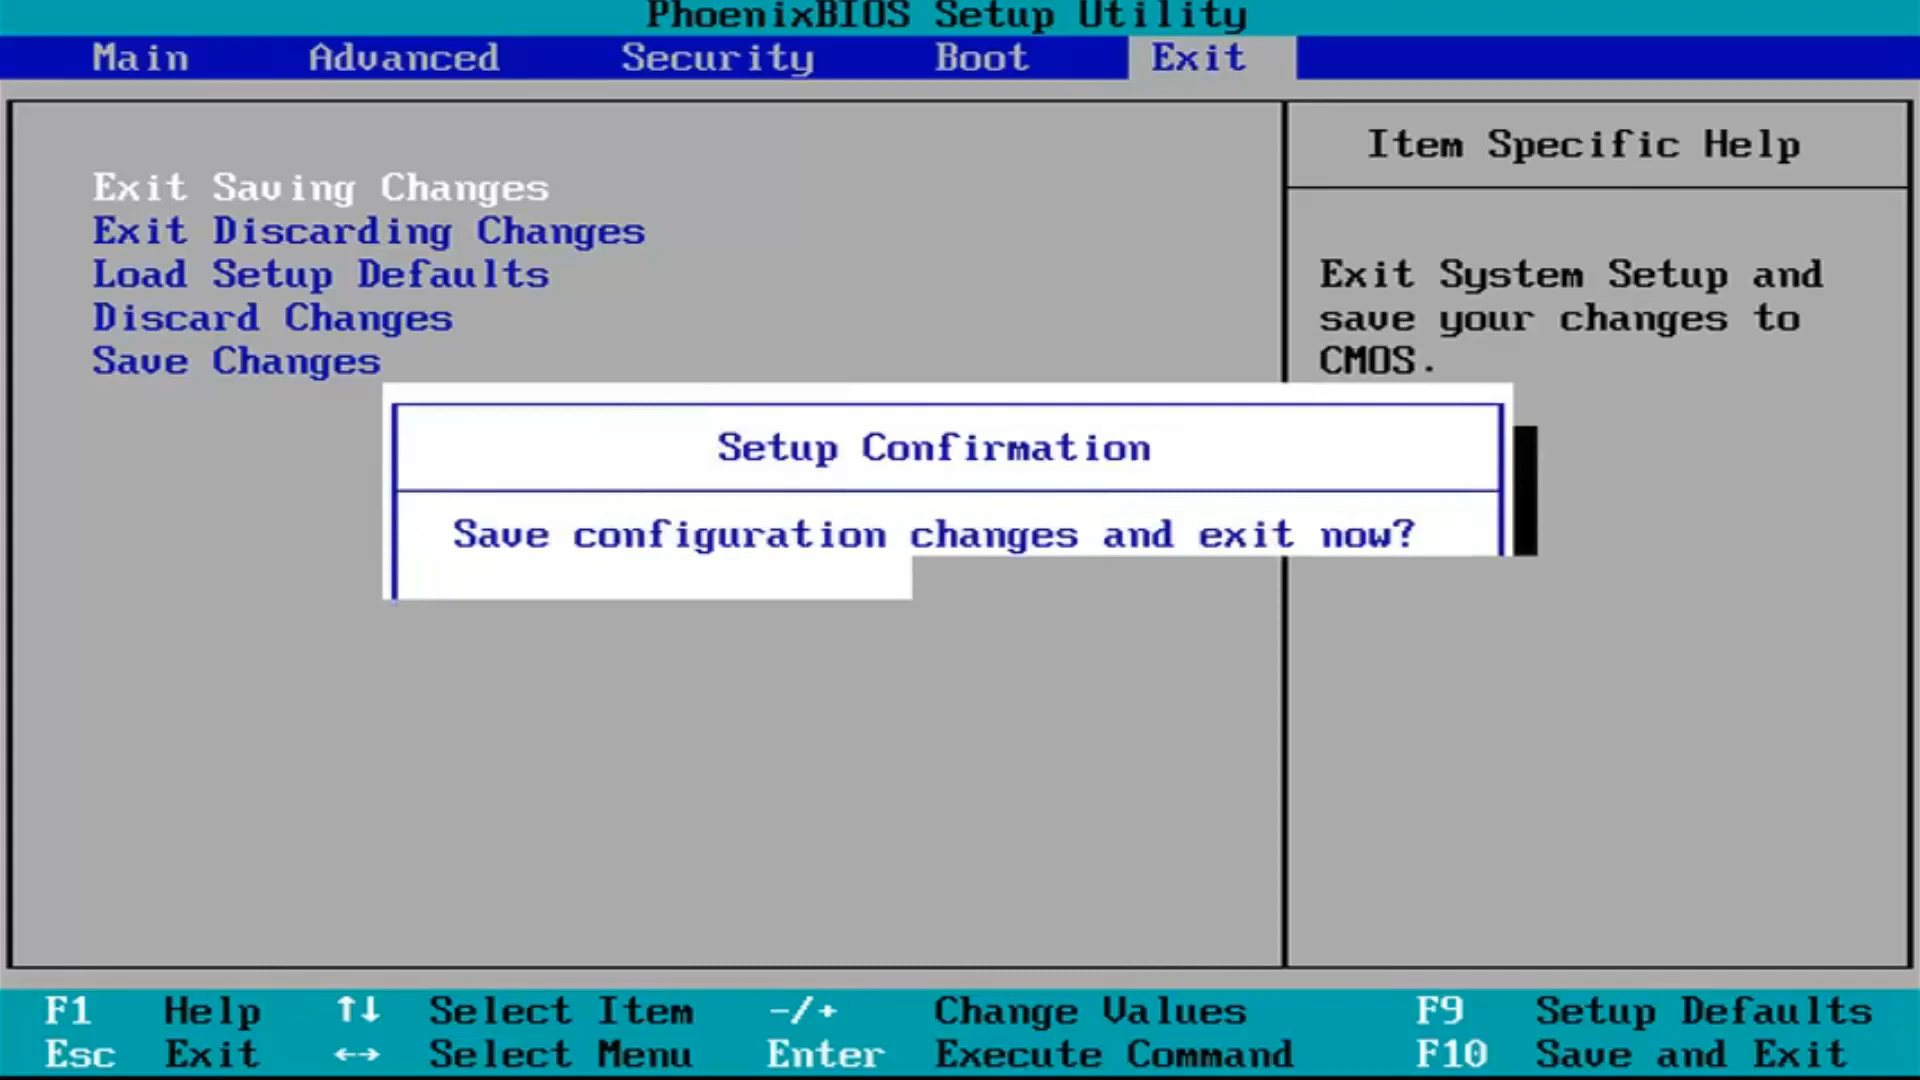 PhoenixBIOS Setup Utility
Main Advanced Security Boot Exit
Exit Saving Changes
Exit Discarding Changes
Load Setup Defaults
Discard Changes
Save Changes
Item Specific Help
Exit System Setup and
save your changes to
CMOS.
Setup Confirmation
Save configuration changes and exit now?
F1 Help ↑↓ Select Item -/+ Change Values F9 Setup Defaults
Esc Exit ↔ Select Menu Enter Execute Command F10 Save and Exit